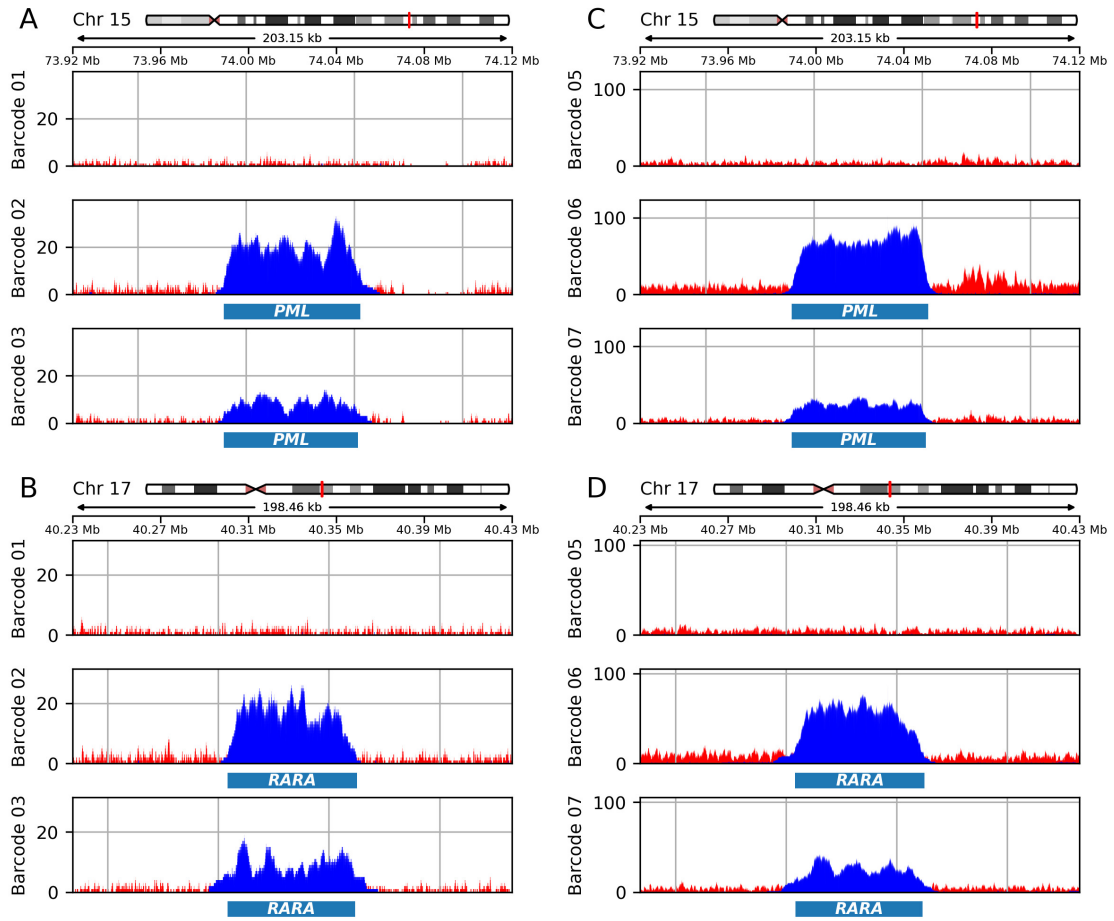 A
Chr 15
203.15 kb
73.92 Mb 73.96 Mb 74.00 Mb 74.04 Mb 74.08 Mb 74.12 Mb
Barcode 01
20
0
Barcode 02
20
0
PML
Barcode 03
20
0
PML
B
Chr 17
198.46 kb
40.23 Mb 40.27 Mb 40.31 Mb 40.35 Mb 40.39 Mb 40.43 Mb
Barcode 01
20
0
Barcode 02
20
0
RARA
Barcode 03
20
0
RARA
C
Chr 15
203.15 kb
73.92 Mb 73.96 Mb 74.00 Mb 74.04 Mb 74.08 Mb 74.12 Mb
Barcode 05
100
0
Barcode 06
100
0
PML
Barcode 07
100
0
PML
D
Chr 17
198.46 kb
40.23 Mb 40.27 Mb 40.31 Mb 40.35 Mb 40.39 Mb 40.43 Mb
Barcode 05
100
0
Barcode 06
100
0
RARA
Barcode 07
100
0
RARA